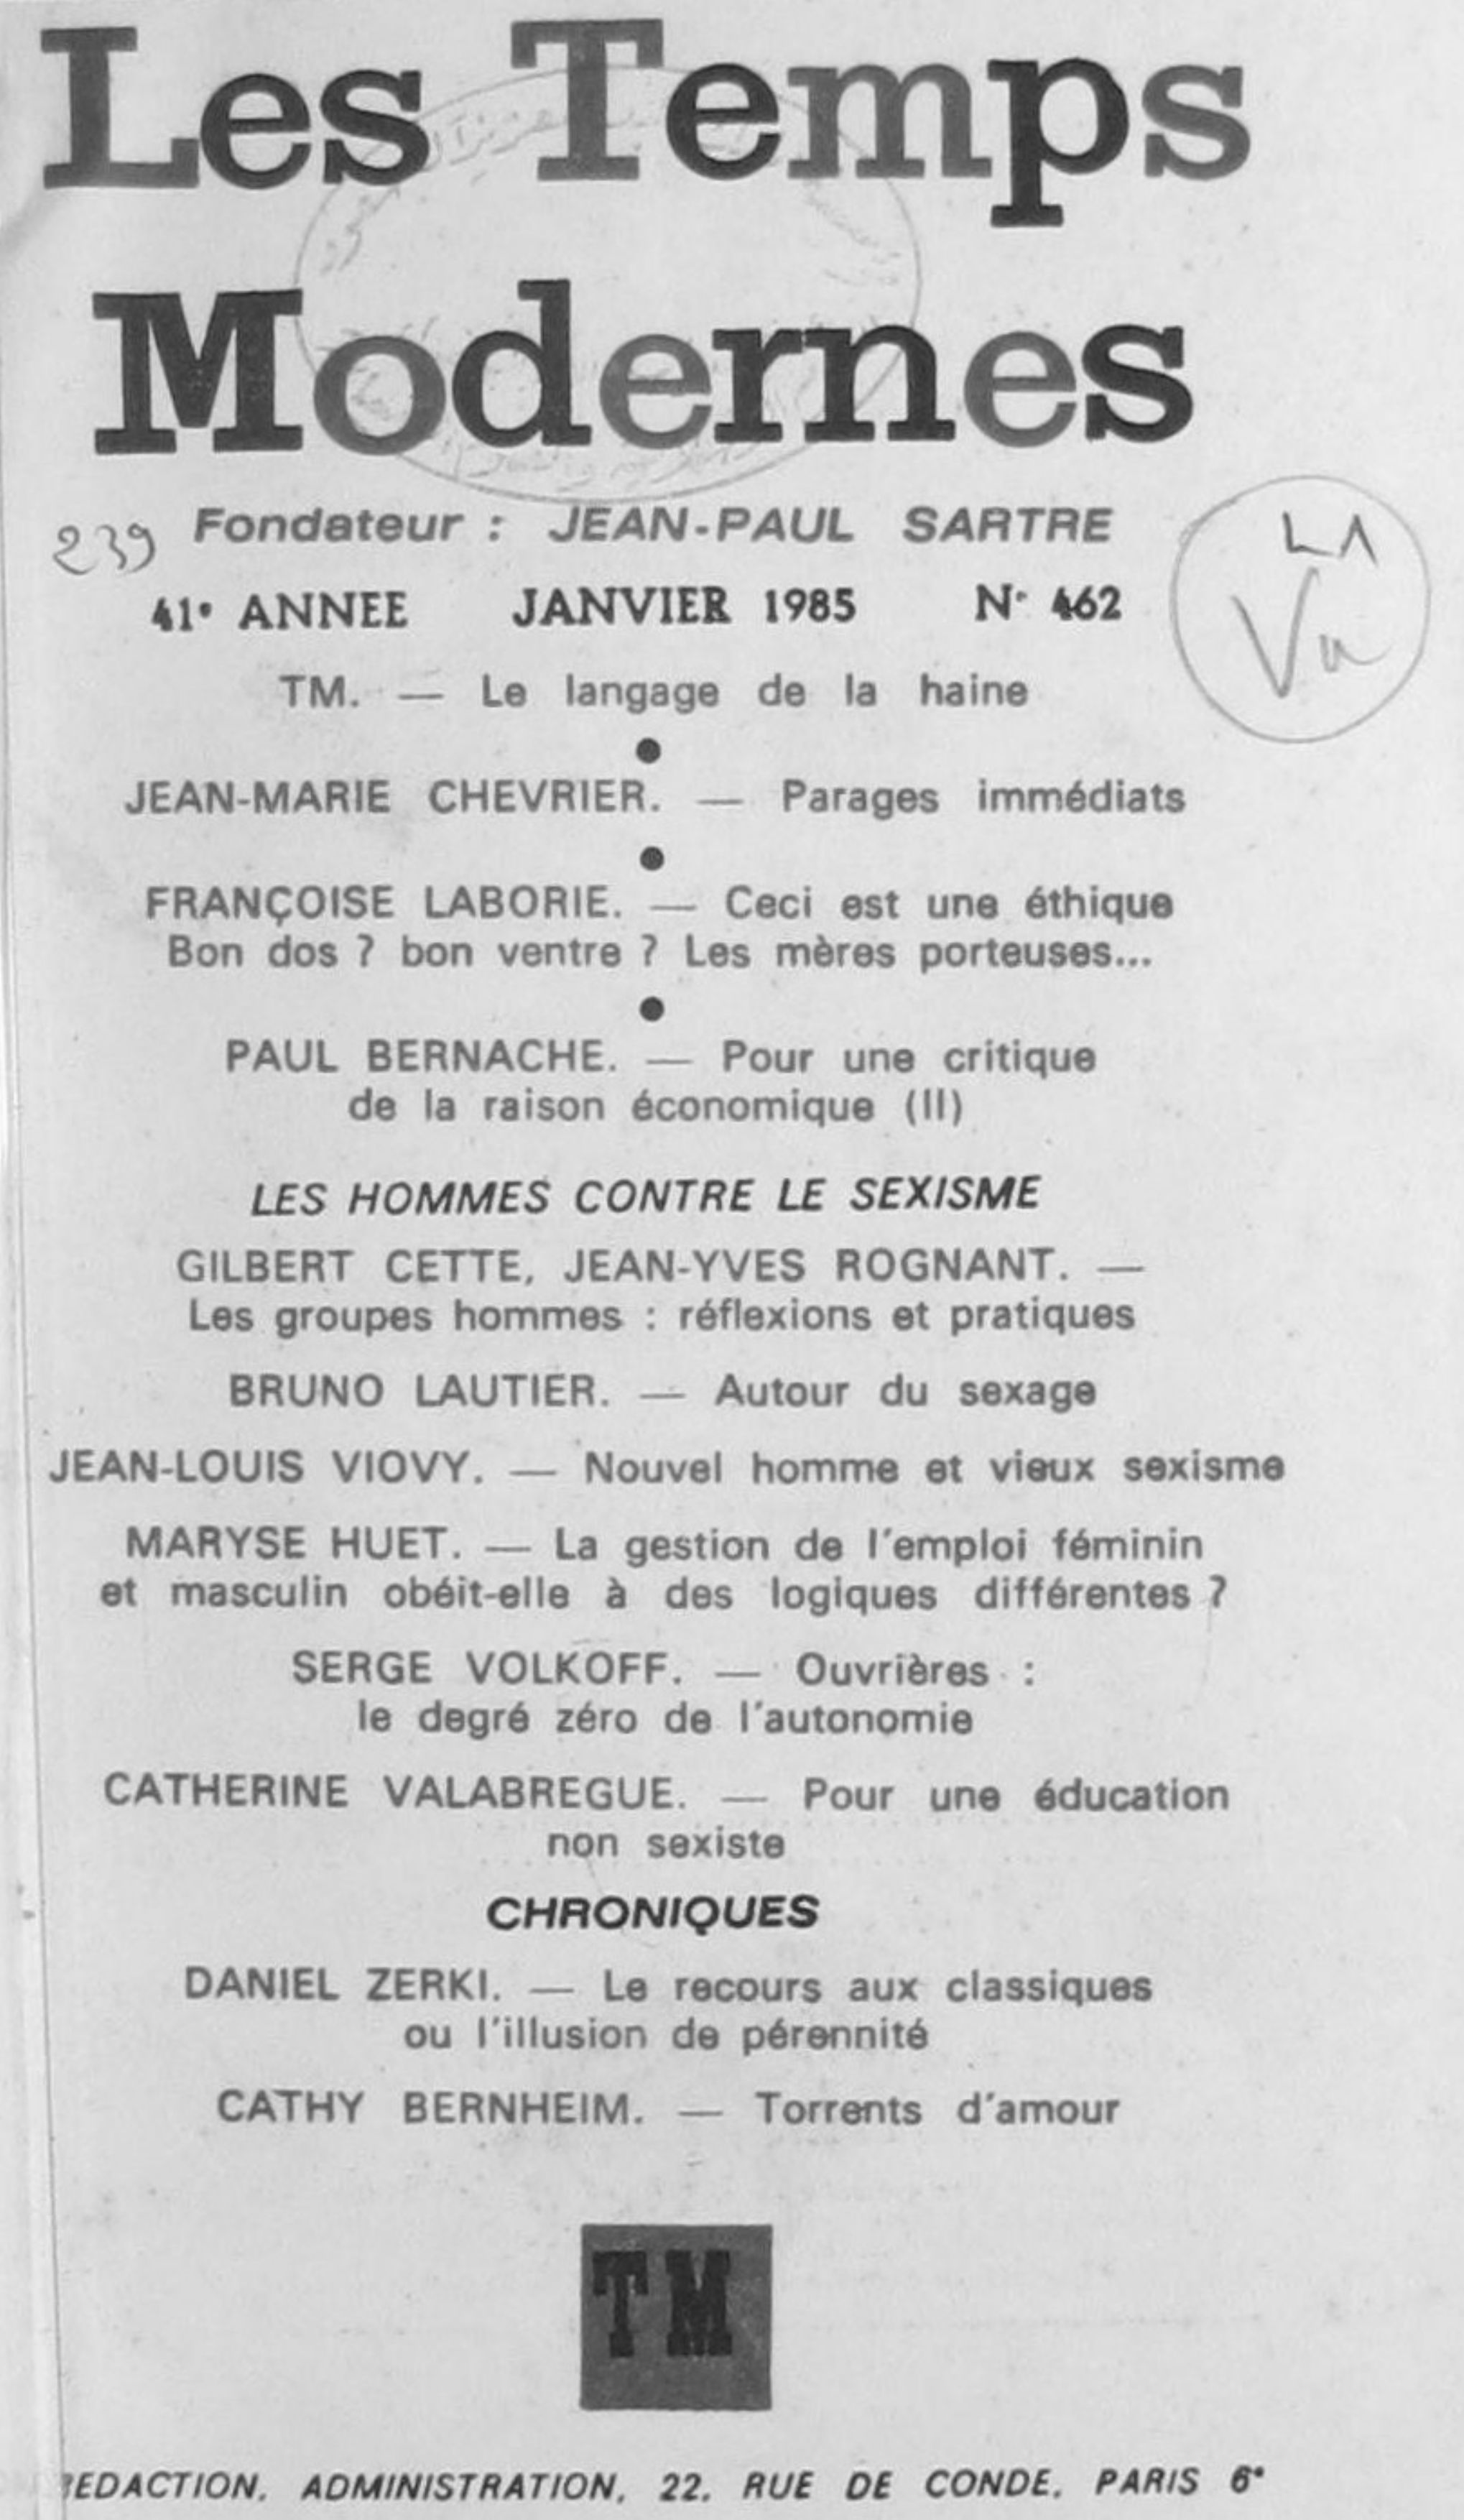 Les Temps
Modernes
239 Fondateur : JEAN-PAUL SARTRE
41e ANNEE JANVIER 1985 N° 462
L1
Vu
TM. — Le langage de la haine
●
JEAN-MARIE CHEVRIER. — Parages immédiats
●
FRANÇOISE LABORIE. — Ceci est une éthique
Bon dos ? bon ventre ? Les mères porteuses...
●
PAUL BERNACHE. — Pour une critique
de la raison économique (II)
LES HOMMES CONTRE LE SEXISME
GILBERT CETTE, JEAN-YVES ROGNANT. —
Les groupes hommes : réflexions et pratiques
BRUNO LAUTIER. — Autour du sexage
JEAN-LOUIS VIOVY. — Nouvel homme et vieux sexisme
MARYSE HUET. — La gestion de l'emploi féminin
et masculin obéit-elle à des logiques différentes ?
SERGE VOLKOFF. — Ouvrières :
le degré zéro de l'autonomie
CATHERINE VALABREGUE. — Pour une éducation
non sexiste
CHRONIQUES
DANIEL ZERKI. — Le recours aux classiques
ou l'illusion de pérennité
CATHY BERNHEIM. — Torrents d'amour
TM
REDACTION, ADMINISTRATION, 22, RUE DE CONDE, PARIS 6e